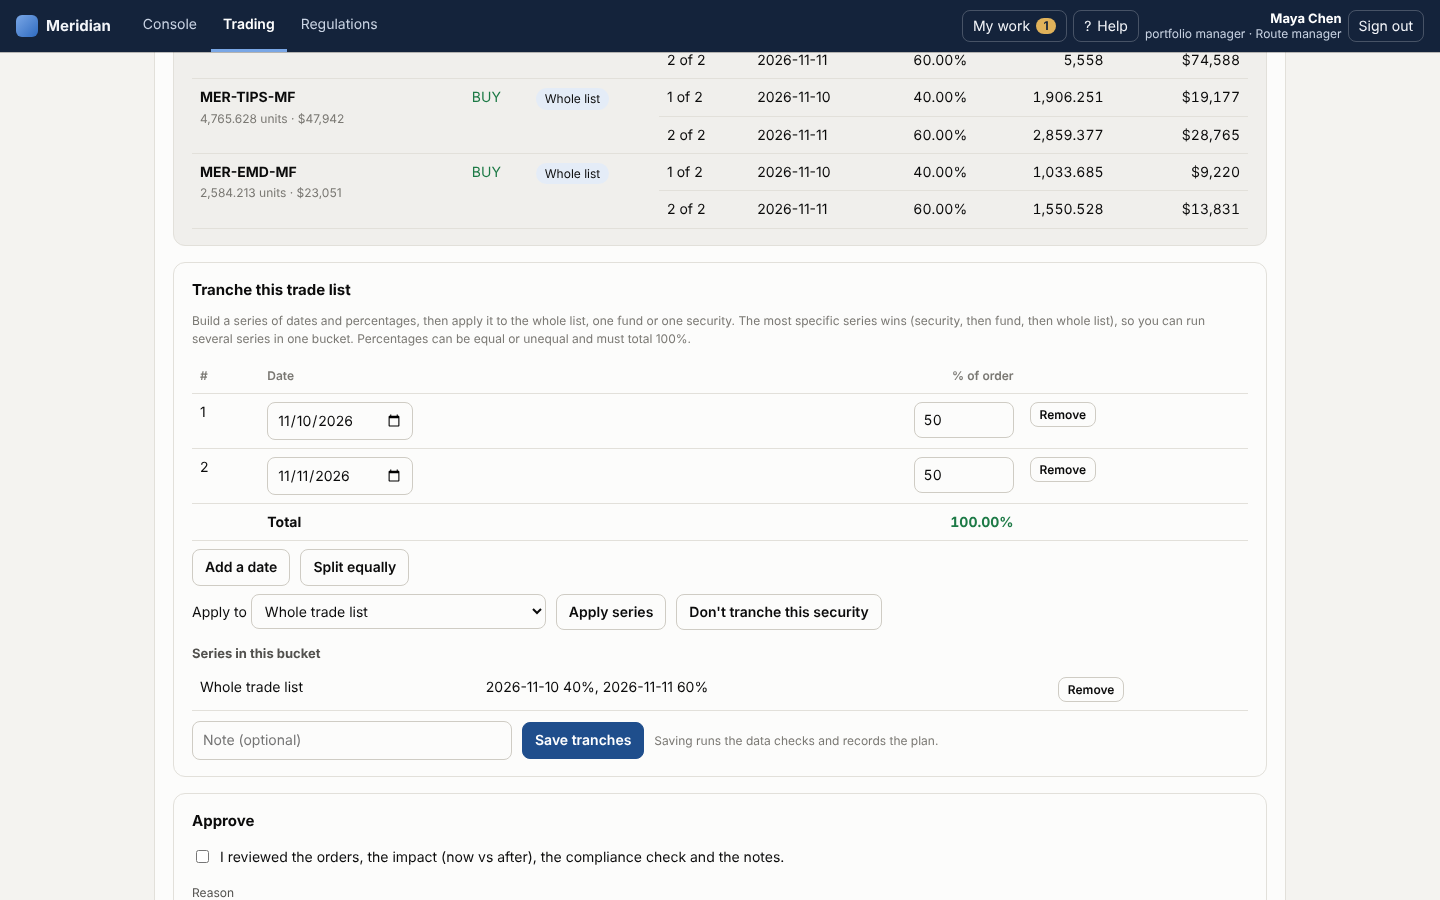 Meridian Console Trading Regulations My work 1 ? Help Maya Chen Sign out
portfolio manager · Route manager
2 of 2 2026-11-11 60.00% 5,558 $74,588
MER-TIPS-MF BUY Whole list 1 of 2 2026-11-10 40.00% 1,906.251 $19,177
4,765.628 units · $47,942
2 of 2 2026-11-11 60.00% 2,859.377 $28,765
MER-EMD-MF BUY Whole list 1 of 2 2026-11-10 40.00% 1,033.685 $9,220
2,584.213 units · $23,051
2 of 2 2026-11-11 60.00% 1,550.528 $13,831
Tranche this trade list
Build a series of dates and percentages, then apply it to the whole list, one fund or one security. The most specific series wins (security, then fund, then whole list), so you can run
several series in one bucket. Percentages can be equal or unequal and must total 100%.
# Date % of order
1 11/10/2026 50 Remove
2 11/11/2026 50 Remove
Total 100.00%
Add a date Split equally
Apply to Whole trade list Apply series Don't tranche this security
Series in this bucket
Whole trade list 2026-11-10 40%, 2026-11-11 60% Remove
Note (optional) Save tranches Saving runs the data checks and records the plan.
Approve
I reviewed the orders, the impact (now vs after), the compliance check and the notes.
Reason